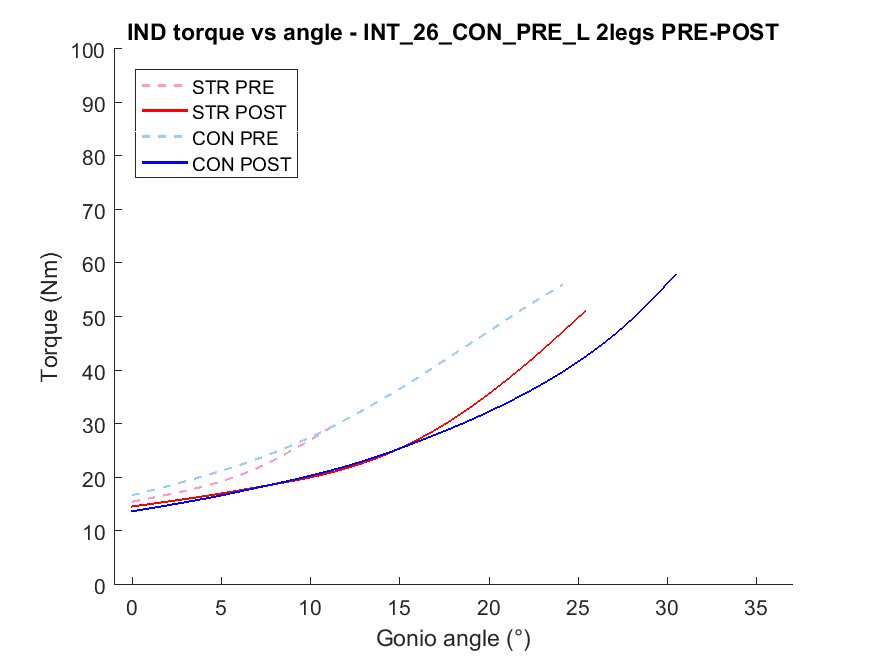 IND torque vs angle - INT_26_CON_PRE_L 2legs PRE-POST
100
90
80
70
60
50
40
30
20
10
0
Torque (Nm)
STR PRE
STR POST
CON PRE
CON POST
0 5 10 15 20 25 30 35
Gonio angle (°)